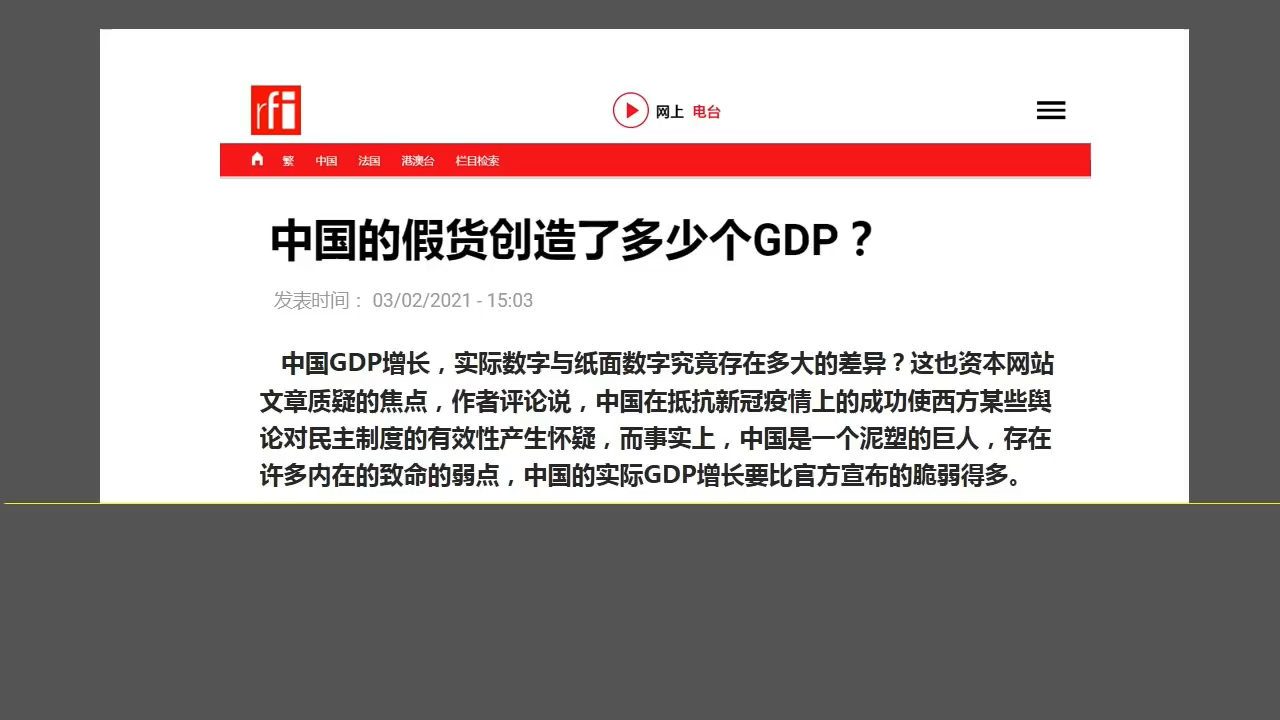 rfi
网上 电台
繁 中国 法国 港澳台 栏目检索
中国的假货创造了多少个GDP？
发表时间： 03/02/2021 - 15:03
中国GDP增长，实际数字与纸面数字究竟存在多大的差异？这也资本网站
文章质疑的焦点，作者评论说，中国在抵抗新冠疫情上的成功使西方某些舆
论对民主制度的有效性产生怀疑，而事实上，中国是一个泥塑的巨人，存在
许多内在的致命的弱点，中国的实际GDP增长要比官方宣布的脆弱得多。